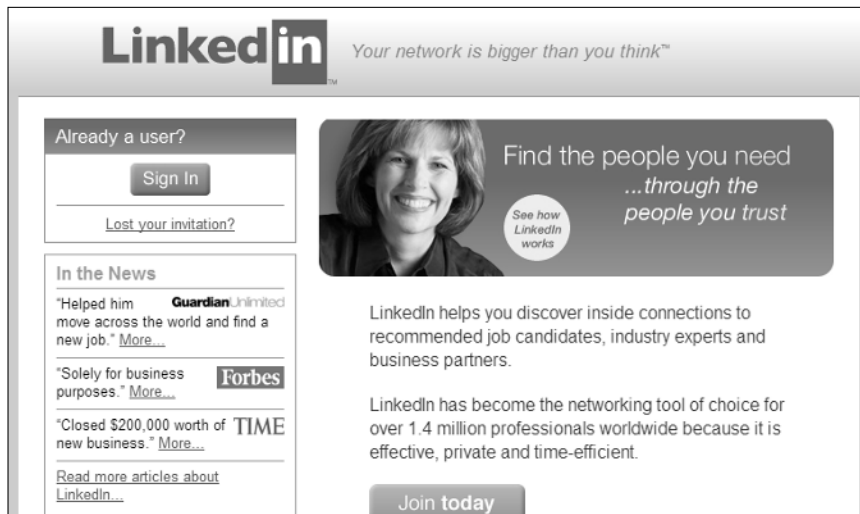 Linked in™
Your network is bigger than you think™
Already a user?
Sign In
Lost your invitation?
In the News
"Helped him GuardianUnlimited
move across the world and find a
new job." More...
"Solely for business Forbes
purposes." More...
"Closed $200,000 worth of TIME
new business." More...
Read more articles about
LinkedIn...
Find the people you need
...through the
people you trust
See how
LinkedIn
works
LinkedIn helps you discover inside connections to
recommended job candidates, industry experts and
business partners.
LinkedIn has become the networking tool of choice for
over 1.4 million professionals worldwide because it is
effective, private and time-efficient.
Join today